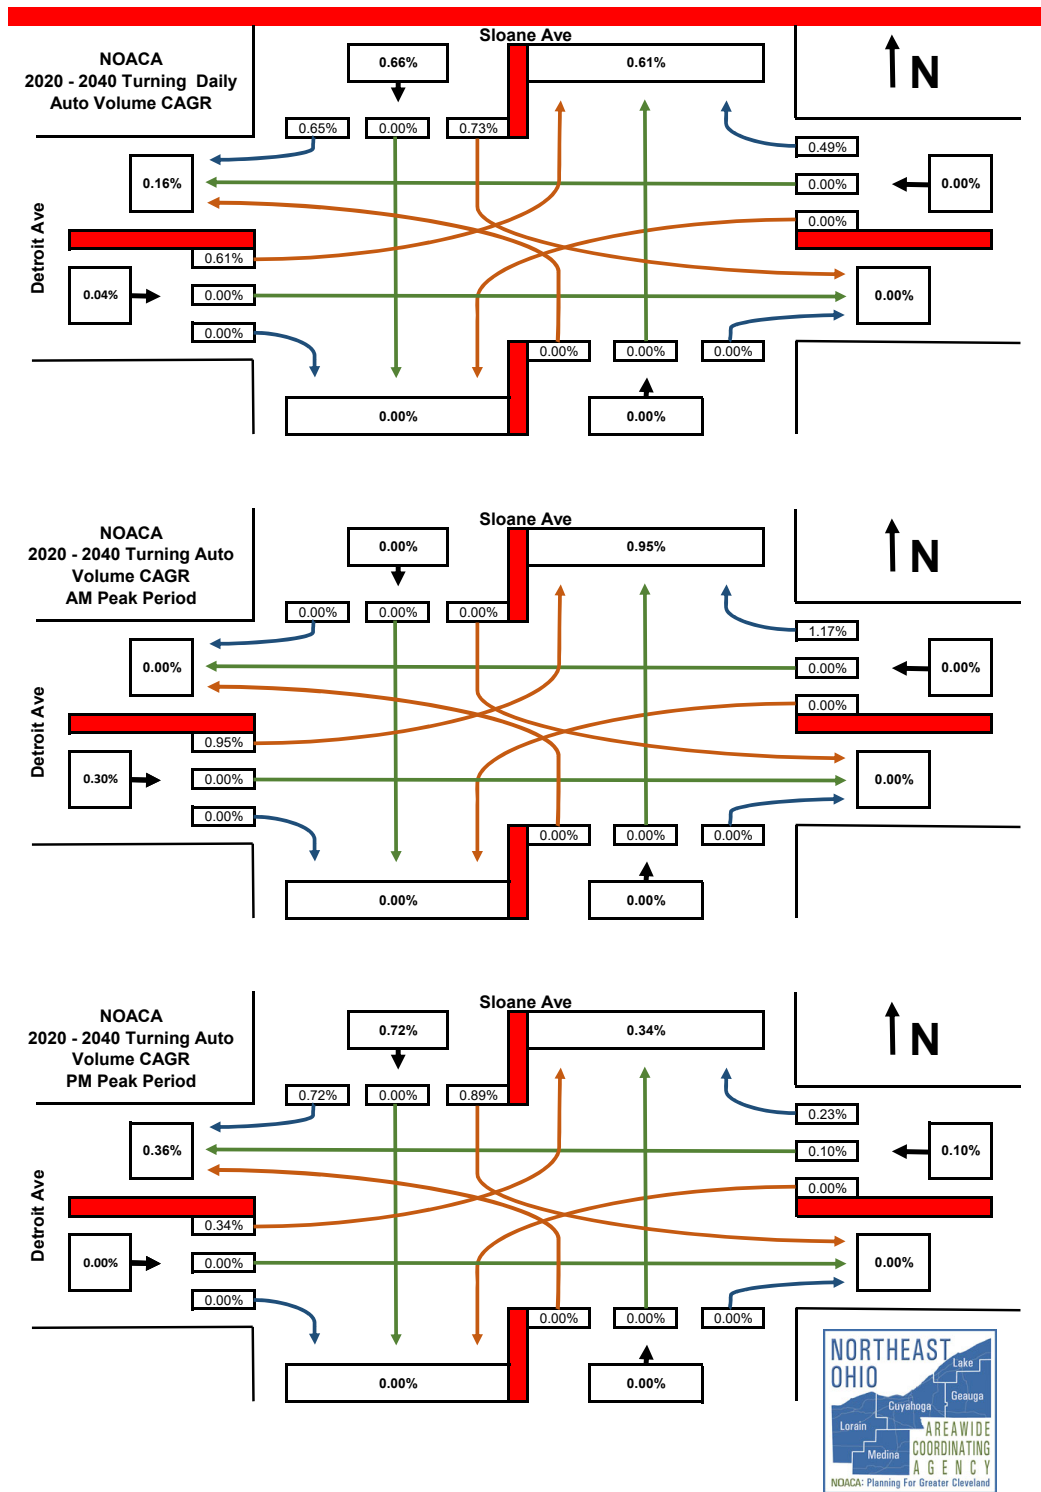 Sloane Ave
NOACA
2020 - 2040 Turning Daily
Auto Volume CAGR
0.66%
0.61%
N
0.65%
0.00%
0.73%
0.49%
0.16%
0.00%
0.00%
0.00%
Detroit Ave
0.61%
0.04%
0.00%
0.00%
0.00%
0.00%
0.00%
0.00%
0.00%
0.00%
Sloane Ave
NOACA
2020 - 2040 Turning Auto
Volume CAGR
AM Peak Period
0.00%
0.95%
N
0.00%
0.00%
0.00%
1.17%
0.00%
0.00%
0.00%
0.00%
Detroit Ave
0.95%
0.30%
0.00%
0.00%
0.00%
0.00%
0.00%
0.00%
0.00%
0.00%
Sloane Ave
NOACA
2020 - 2040 Turning Auto
Volume CAGR
PM Peak Period
0.72%
0.34%
N
0.72%
0.00%
0.89%
0.23%
0.36%
0.10%
0.10%
0.00%
Detroit Ave
0.34%
0.00%
0.00%
0.00%
0.00%
0.00%
0.00%
0.00%
0.00%
0.00%
NORTHEAST
OHIO
Lake
Geauga
Cuyahoga
Lorain
Medina
AREAWIDE
COORDINATING
AGENCY
NOACA: Planning For Greater Cleveland